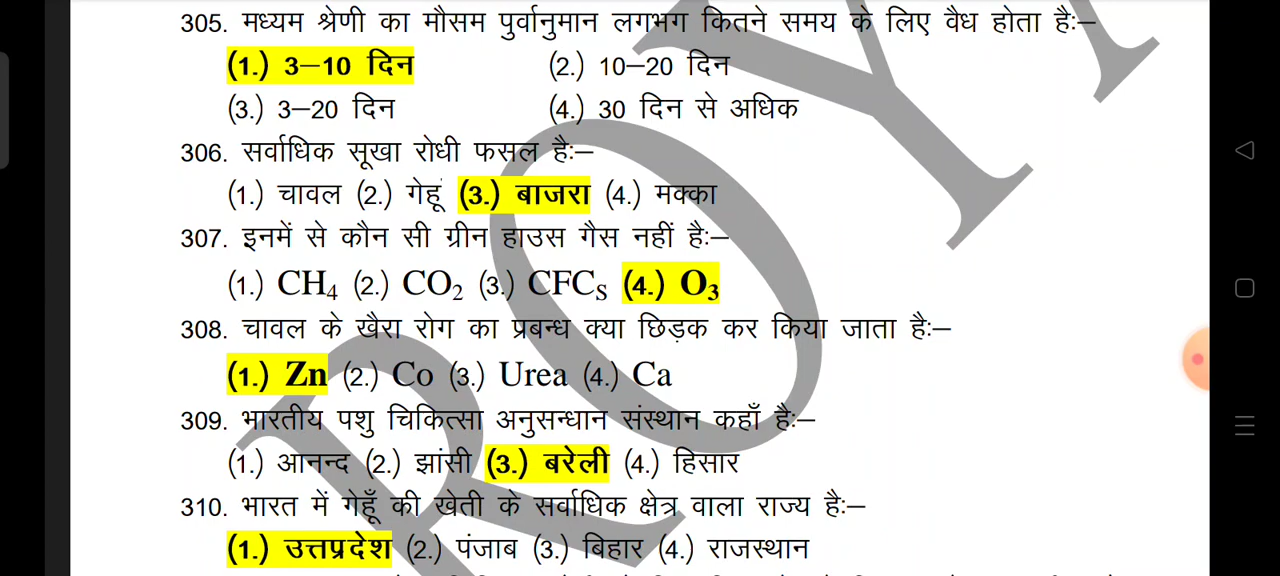 305. मध्यम श्रेणी का मौसम पुर्वानुमान लगभग कितने समय के लिए वैध होता हैः–
(1.) 3–10 दिन (2.) 10–20 दिन
(3.) 3–20 दिन (4.) 30 दिन से अधिक
306. सर्वाधिक सूखा रोधी फसल हैः–
(1.) चावल (2.) गेहूं (3.) बाजरा (4.) मक्का
307. इनमें से कौन सी ग्रीन हाउस गैस नहीं हैः–
(1.) CH₄ (2.) CO₂ (3.) CFCs (4.) O₃
308. चावल के खैरा रोग का प्रबन्ध क्या छिड़क कर किया जाता हैः–
(1.) Zn (2.) Co (3.) Urea (4.) Ca
309. भारतीय पशु चिकित्सा अनुसन्धान संस्थान कहाँ हैः–
(1.) आनन्द (2.) झांसी (3.) बरेली (4.) हिसार
310. भारत में गेहूँ की खेती के सर्वाधिक क्षेत्र वाला राज्य हैः–
(1.) उत्तप्रदेश (2.) पंजाब (3.) बिहार (4.) राजस्थान
ROY